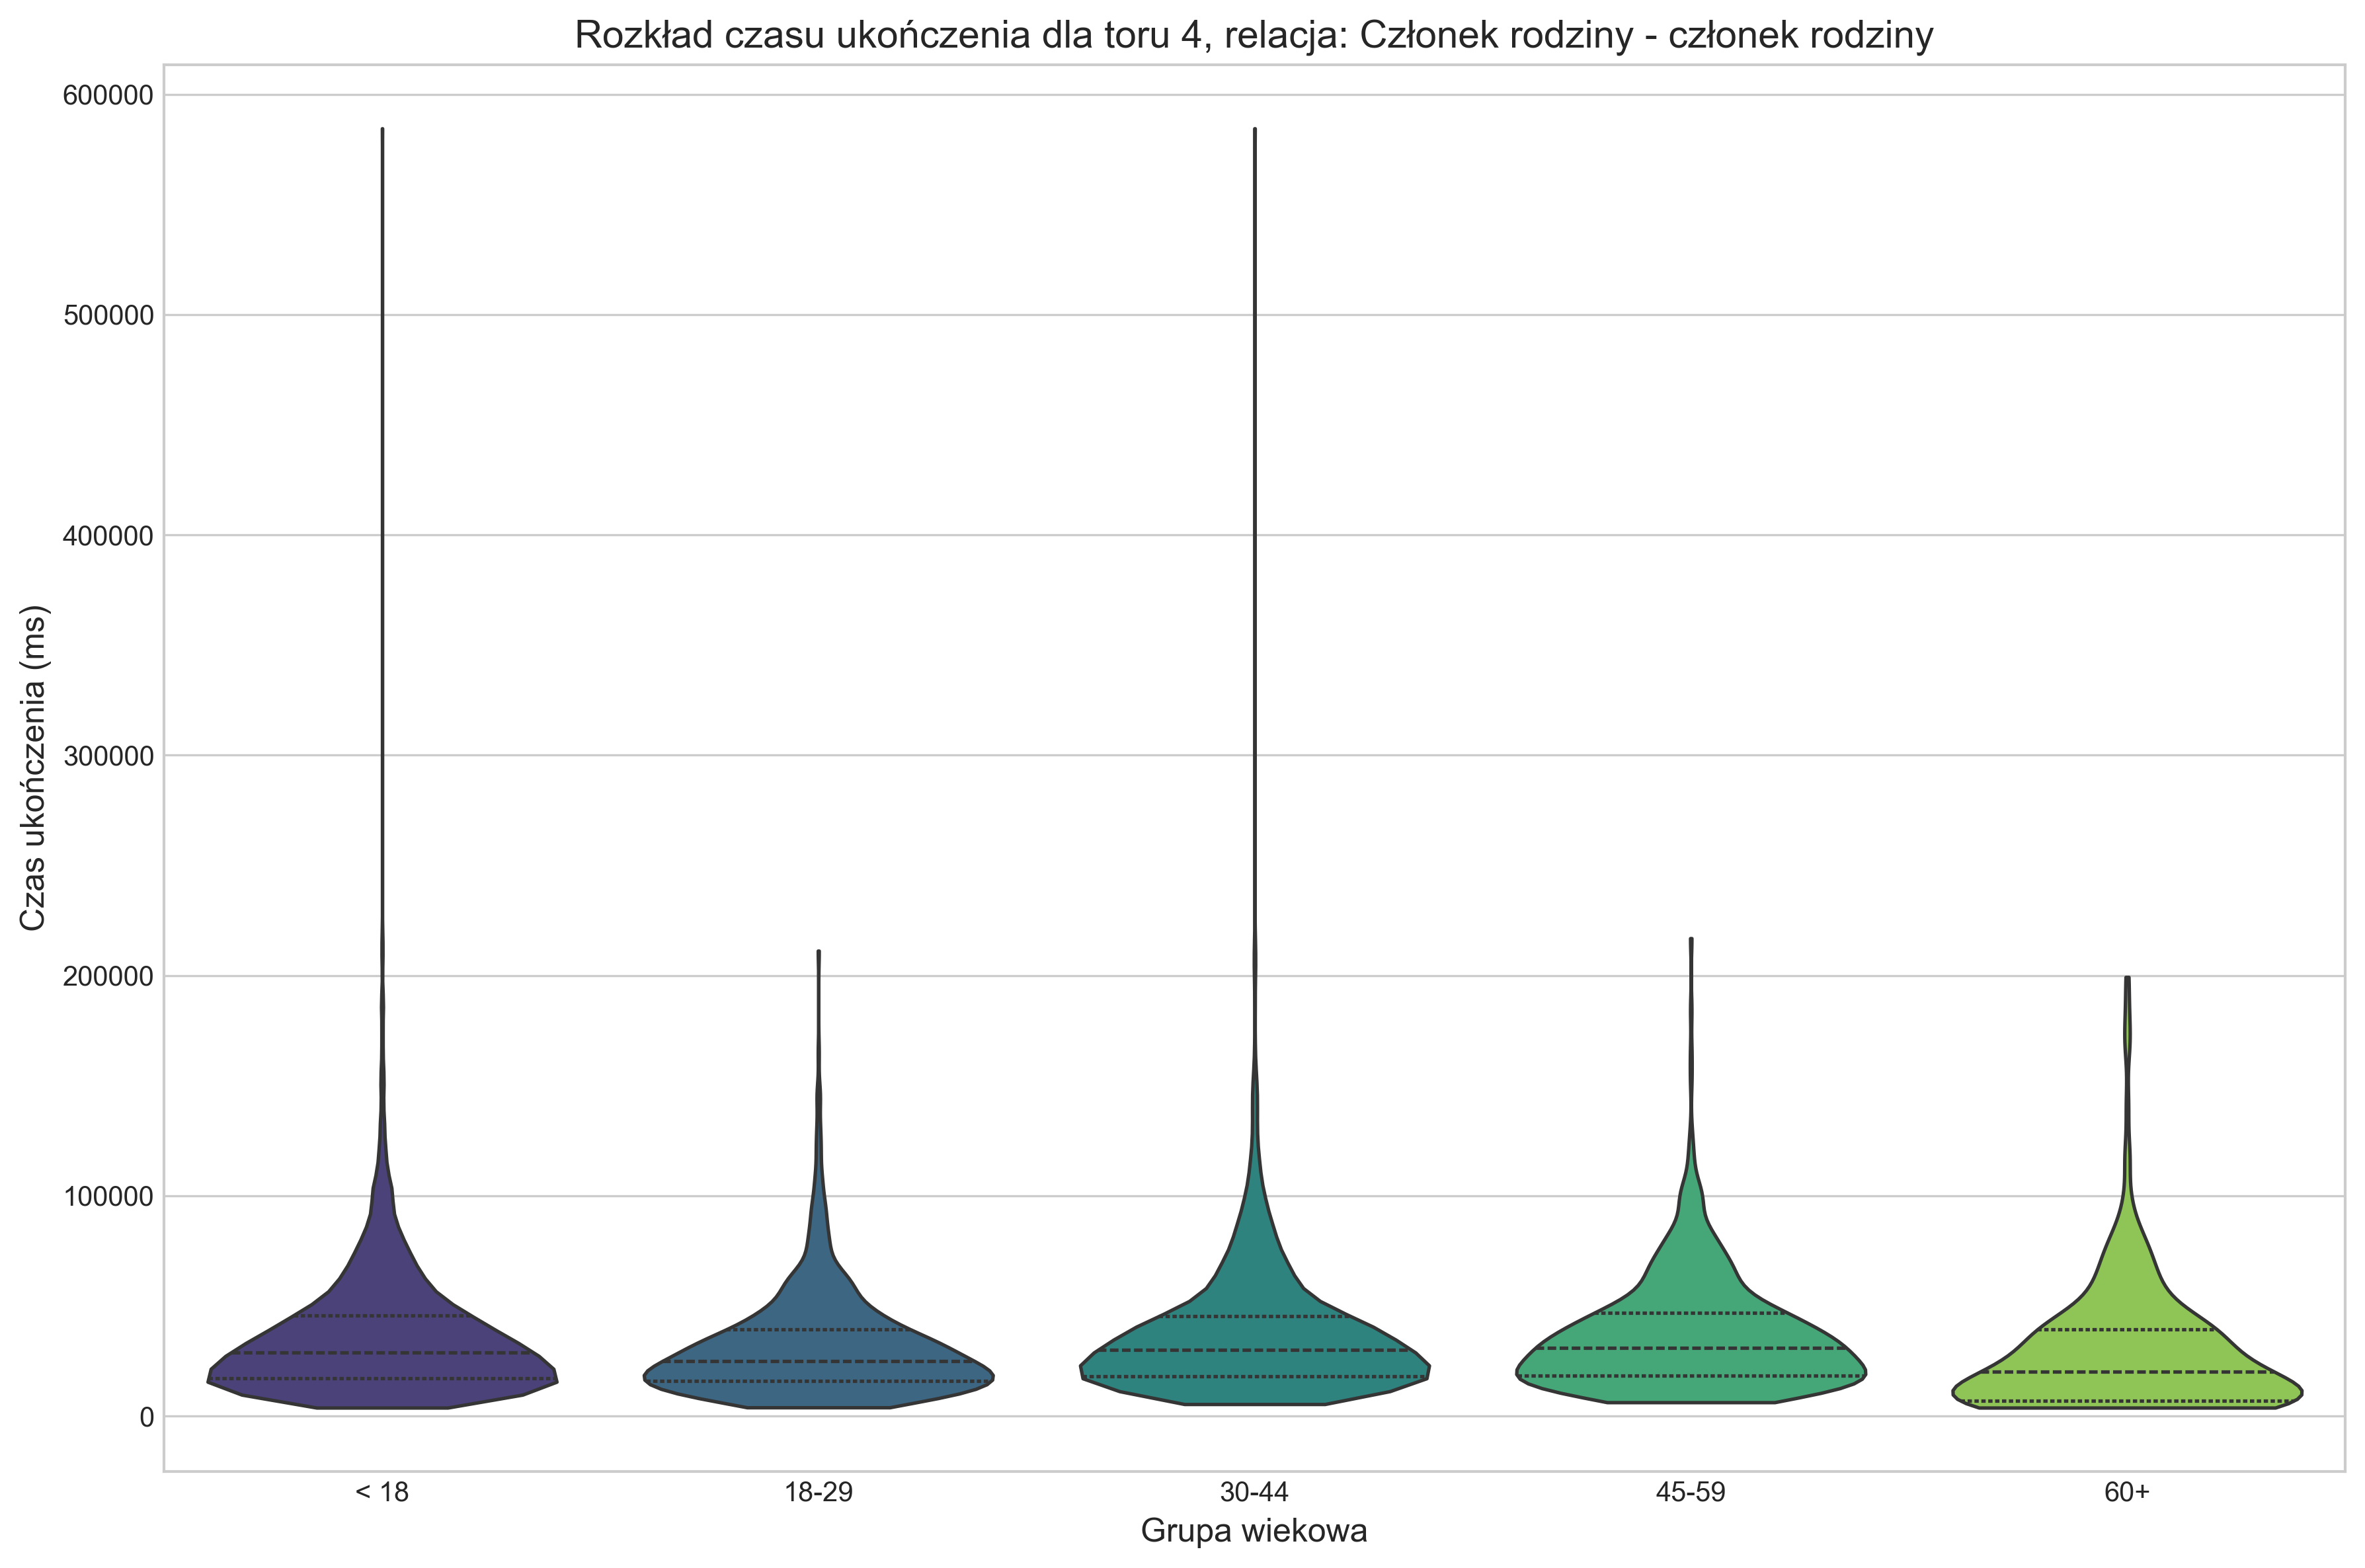 Rozkład czasu ukończenia dla toru 4, relacja: Członek rodziny - członek rodziny
600000
500000
400000
300000
200000
100000
0
Czas ukończenia (ms)
< 18 18-29 30-44 45-59 60+
Grupa wiekowa